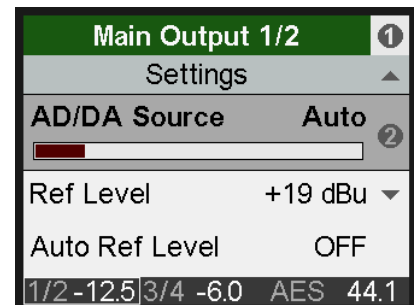 Main Output 1/2 1
Settings
AD/DA Source Auto 2
Ref Level +19 dBu
Auto Ref Level OFF
1/2 -12.5 3/4 -6.0 AES 44.1